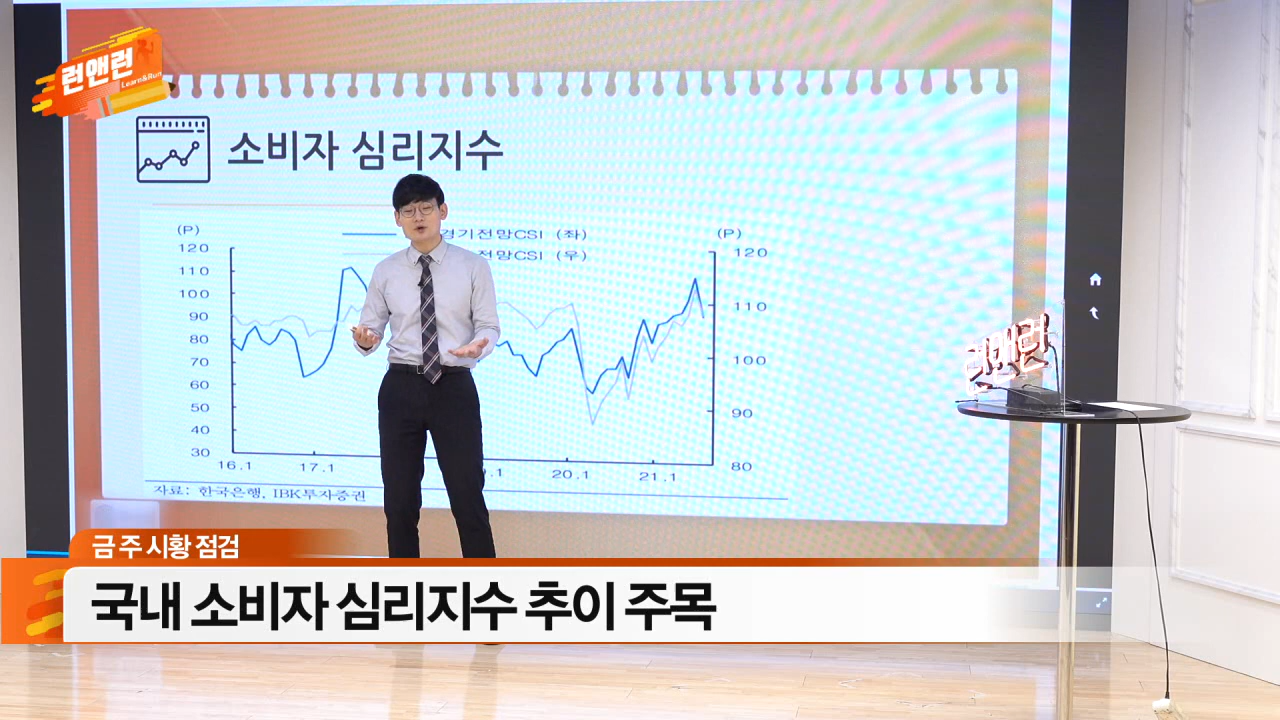 런앤런
Learn&Run
소비자 심리지수
(P)
경기전망CSI (좌)
전망CSI (우)
(P)
120
110
100
90
80
70
60
50
40
30
120
110
100
90
80
16.1
17.1
.1
20.1
21.1
자료: 한국은행, IBK투자증권
런앤런
금주 시황 점검
국내 소비자 심리지수 추이 주목